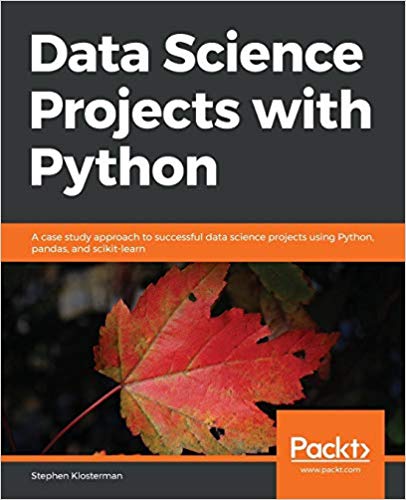 Data Science
Projects with
Python
A case study approach to successful data science projects using Python,
pandas, and scikit-learn
Packt>
www.packt.com
Stephen Klosterman